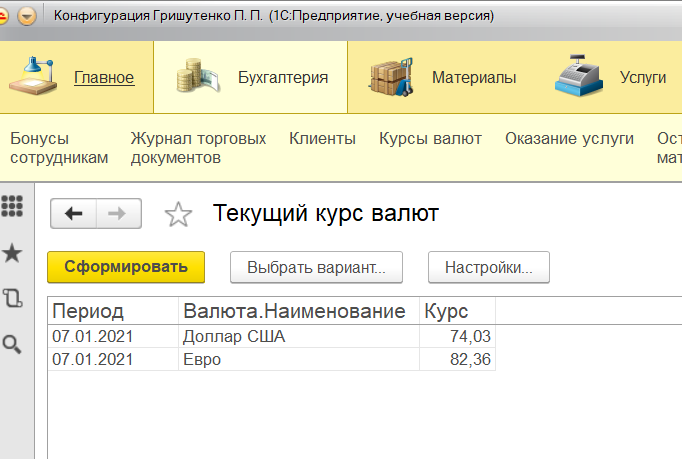 Конфигурация Гришутенко П. П. (1С:Предприятие, учебная версия)
Главное
Бухгалтерия
Материалы
Услуги
Бонусы
сотрудникам
Журнал торговых
документов
Клиенты
Курсы валют
Оказание услуги
Ост
мат
Текущий курс валют
Сформировать
Выбрать вариант...
Настройки...
Период Валюта.Наименование Курс
07.01.2021 Доллар США 74,03
07.01.2021 Евро 82,36